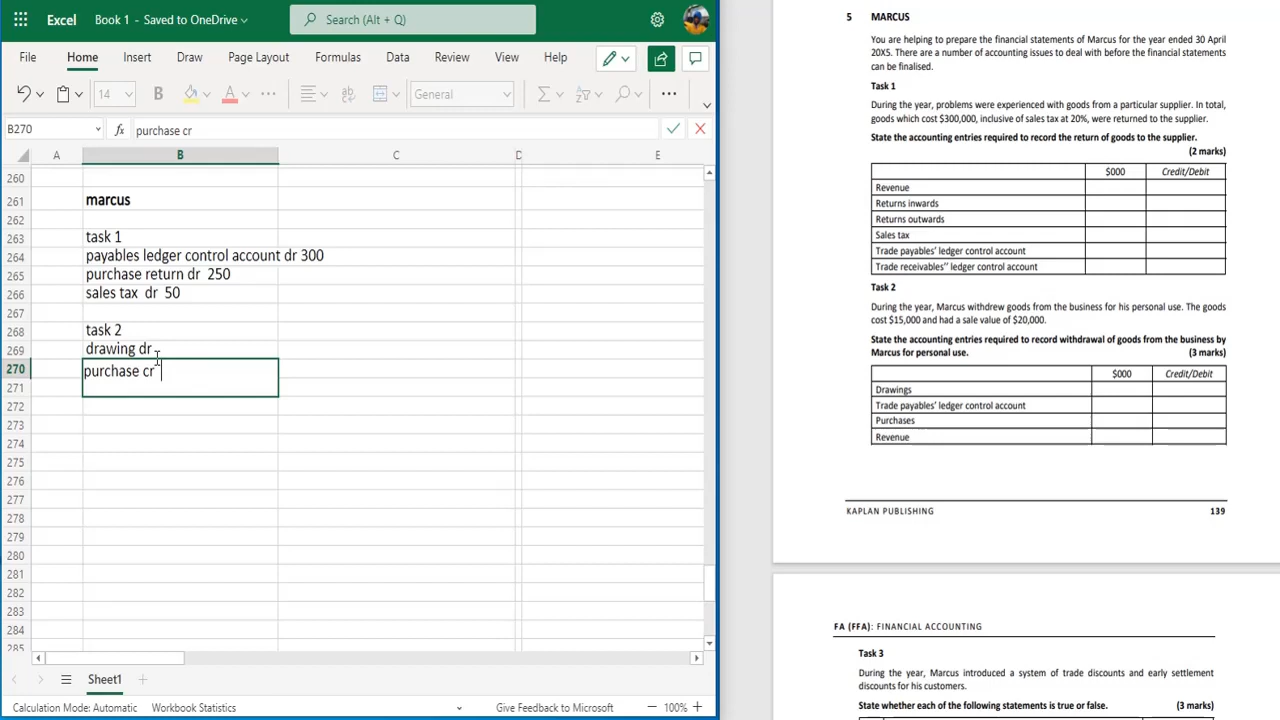 Excel Book 1 - Saved to OneDrive
Search (Alt + Q)
File Home Insert Draw Page Layout Formulas Data Review View Help
14 B A General
B270 fx purchase cr
A B C D E
260
261 marcus
262
263 task 1
264 payables ledger control account dr 300
265 purchase return dr 250
266 sales tax dr 50
267
268 task 2
269 drawing dr
270 purchase cr
271
272
273
274
275
276
277
278
279
280
281
282
283
284
285
Sheet1
Calculation Mode: Automatic Workbook Statistics Give Feedback to Microsoft 100%
5 MARCUS
You are helping to prepare the financial statements of Marcus for the year ended 30 April
20X5. There are a number of accounting issues to deal with before the financial statements
can be finalised.
Task 1
During the year, problems were experienced with goods from a particular supplier. In total,
goods which cost $300,000, inclusive of sales tax at 20%, were returned to the supplier.
State the accounting entries required to record the return of goods to the supplier.
(2 marks)
$000 Credit/Debit
Revenue
Returns inwards
Returns outwards
Sales tax
Trade payables' ledger control account
Trade receivables'' ledger control account
Task 2
During the year, Marcus withdrew goods from the business for his personal use. The goods
cost $15,000 and had a sale value of $20,000.
State the accounting entries required to record withdrawal of goods from the business by
Marcus for personal use. (3 marks)
$000 Credit/Debit
Drawings
Trade payables' ledger control account
Purchases
Revenue
KAPLAN PUBLISHING 139
FA (FFA): FINANCIAL ACCOUNTING
Task 3
During the year, Marcus introduced a system of trade discounts and early settlement
discounts for his customers.
State whether each of the following statements is true or false. (3 marks)